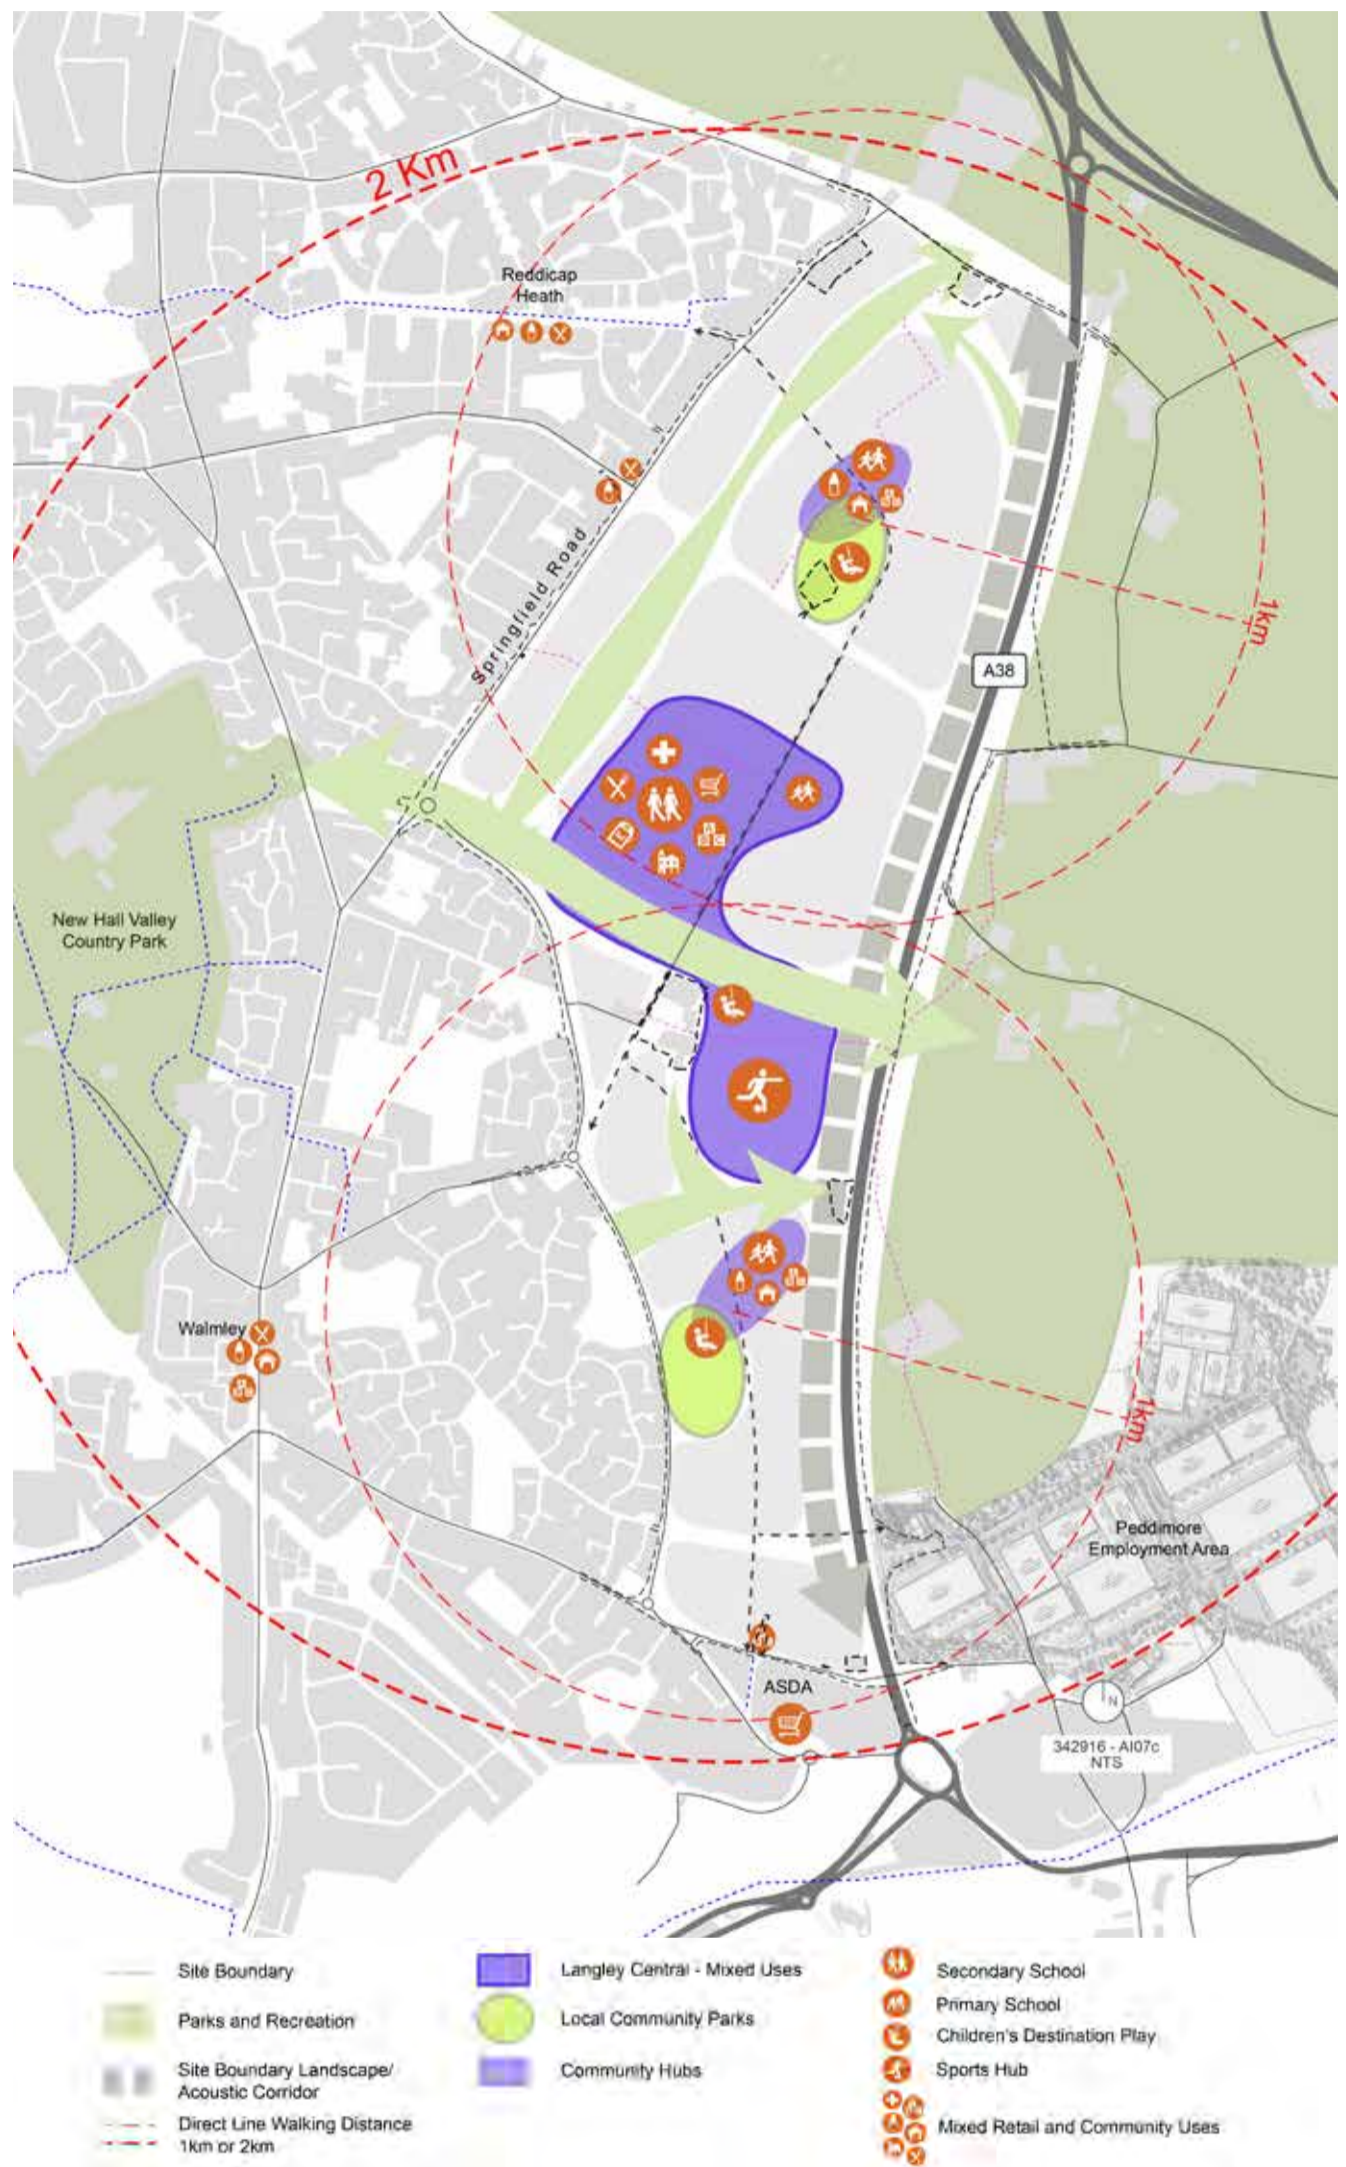 2 Km
Reddicap
Heath
Springfield Road
1km
A38
New Hall Valley
Country Park
Walmley
1km
Peddimore
Employment Area
ASDA
N
342916 - AI07c
NTS
Site Boundary
Parks and Recreation
Site Boundary Landscape/
Acoustic Corridor
Direct Line Walking Distance
1km or 2km
Langley Central - Mixed Uses
Local Community Parks
Community Hubs
Secondary School
Primary School
Children's Destination Play
Sports Hub
Mixed Retail and Community Uses